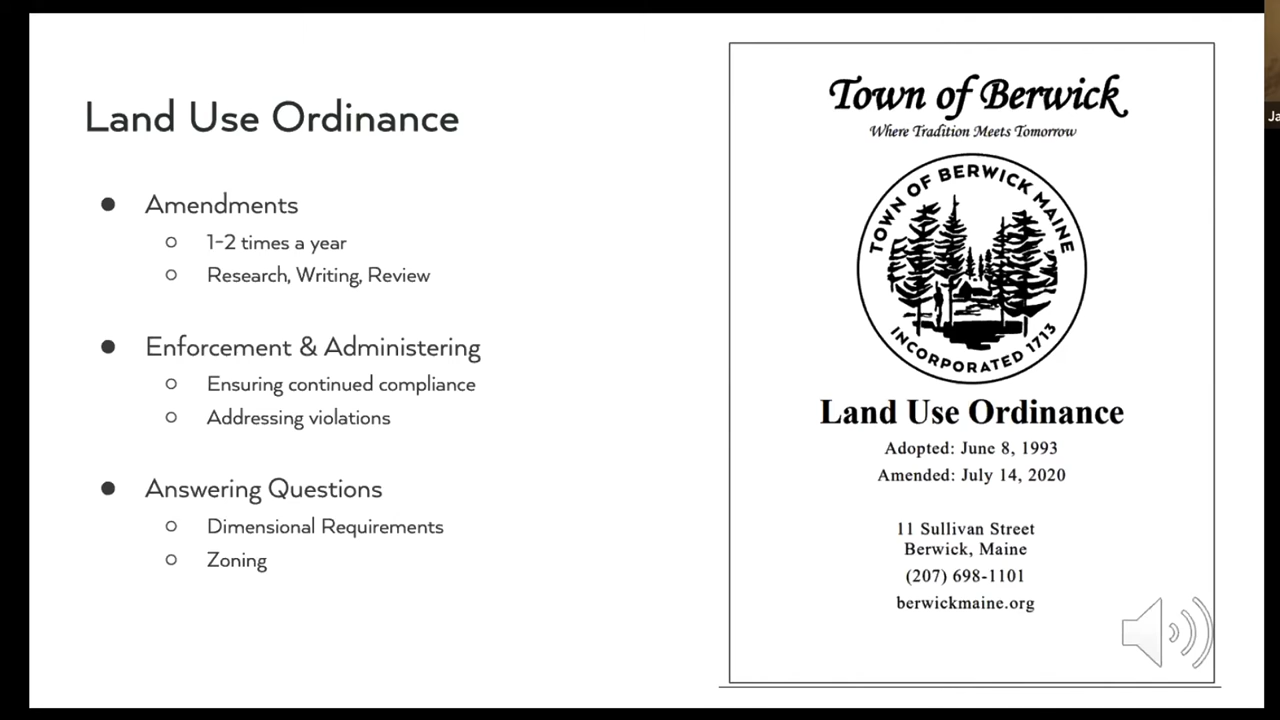 Land Use Ordinance
Amendments
1-2 times a year
Research, Writing, Review
Enforcement & Administering
Ensuring continued compliance
Addressing violations
Answering Questions
Dimensional Requirements
Zoning
Town of Berwick
Where Tradition Meets Tomorrow
TOWN OF BERWICK MAINE
INCORPORATED 1713
Land Use Ordinance
Adopted: June 8, 1993
Amended: July 14, 2020
11 Sullivan Street
Berwick, Maine
(207) 698-1101
berwickmaine.org